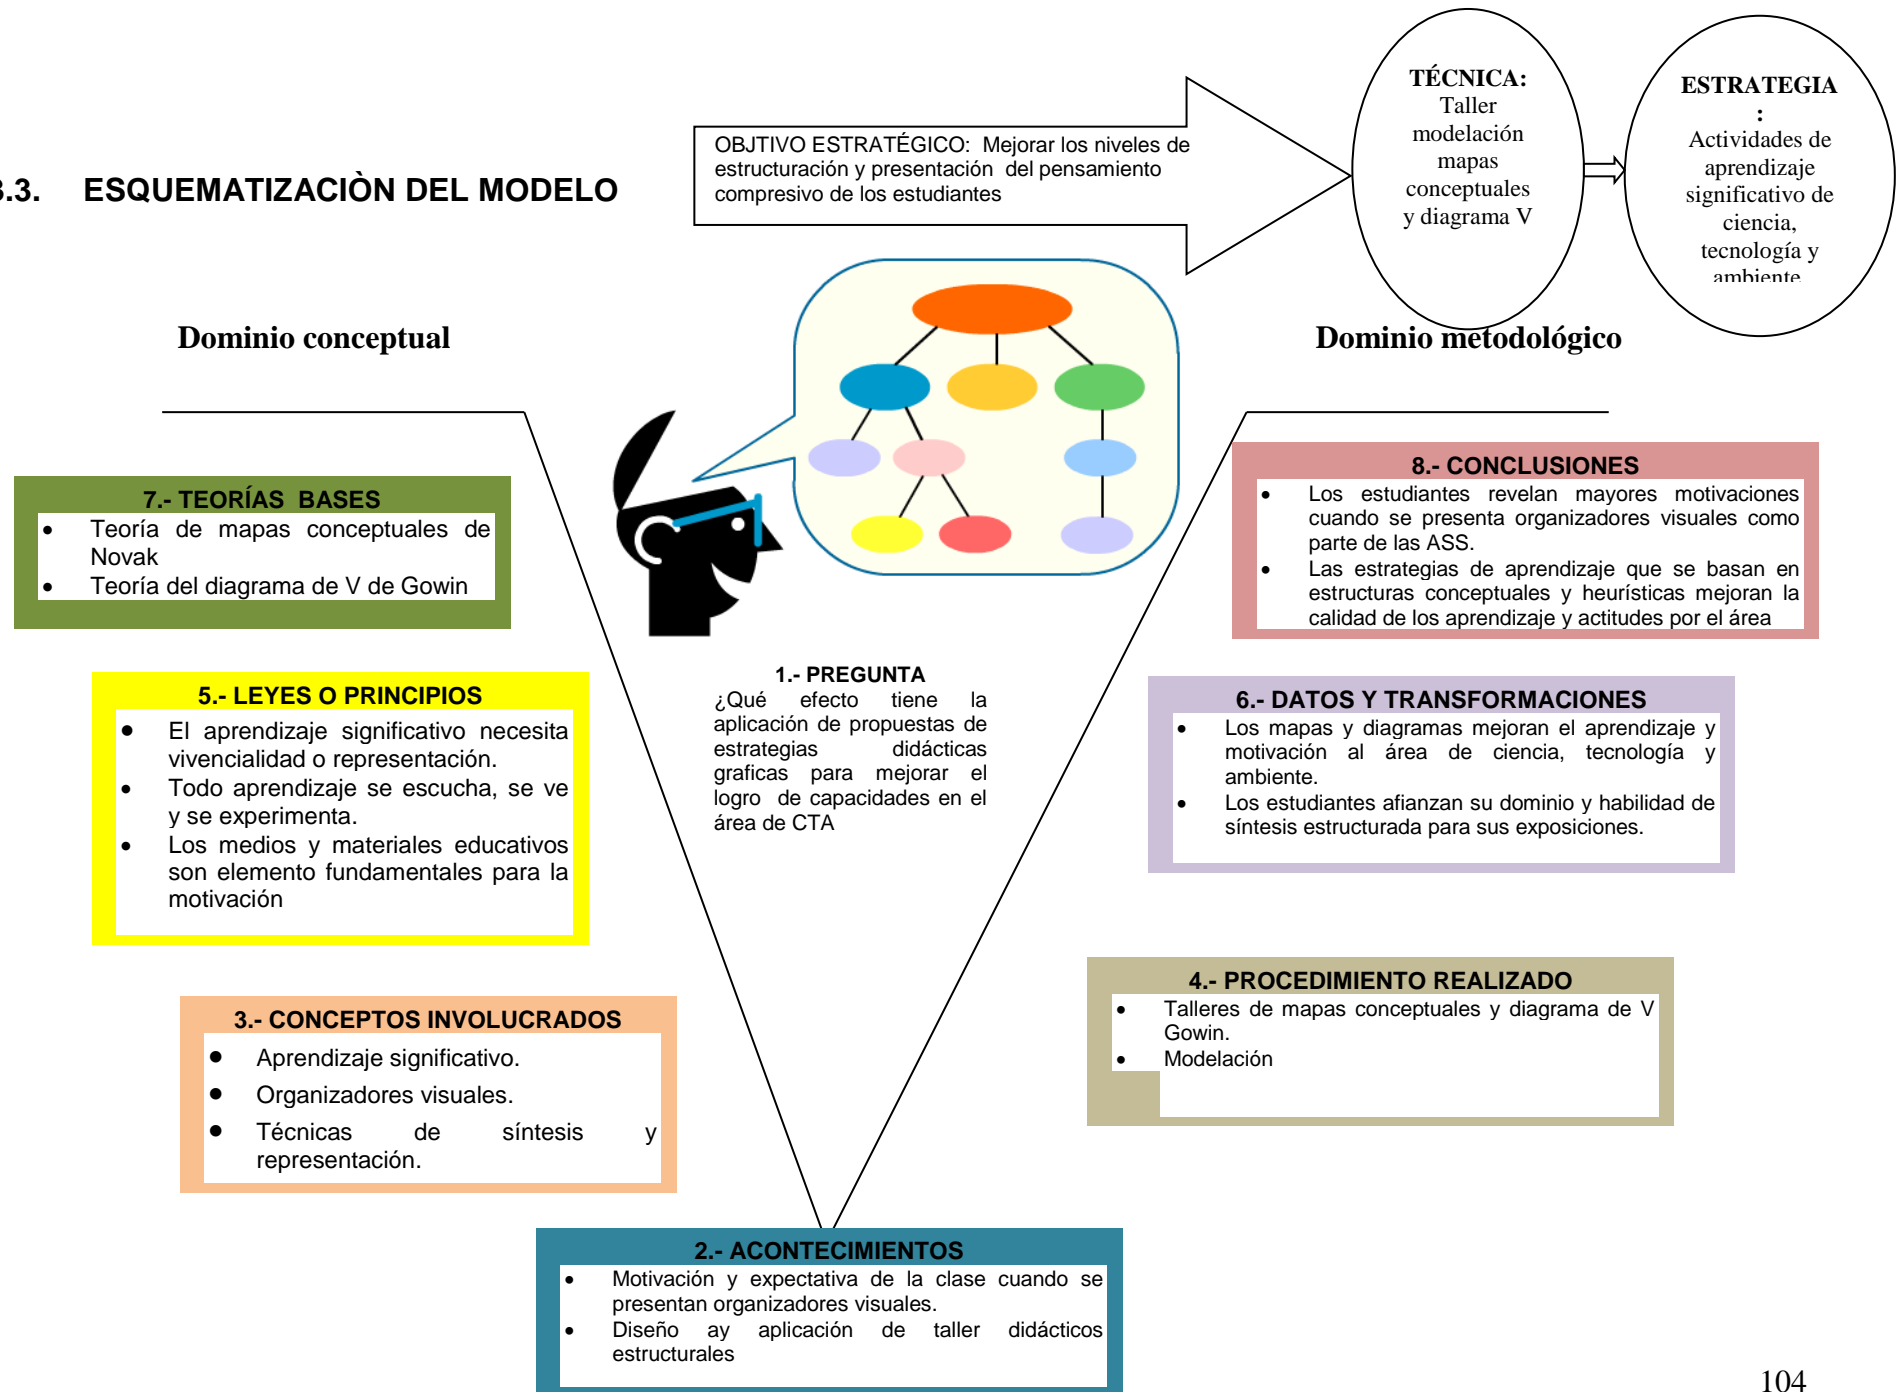 3.3. ESQUEMATIZACIÒN DEL MODELO
OBJTIVO ESTRATÉGICO: Mejorar los niveles de
estructuración y presentación del pensamiento
compresivo de los estudiantes
TÉCNICA:
Taller
modelación
mapas
conceptuales
y diagrama V
ESTRATEGIA
:
Actividades de
aprendizaje
significativo de
ciencia,
tecnología y
ambiente
Dominio conceptual
Dominio metodológico
7.- TEORÍAS BASES
• Teoría de mapas conceptuales de
Novak
• Teoría del diagrama de V de Gowin
8.- CONCLUSIONES
• Los estudiantes revelan mayores motivaciones
cuando se presenta organizadores visuales como
parte de las ASS.
• Las estrategias de aprendizaje que se basan en
estructuras conceptuales y heurísticas mejoran la
calidad de los aprendizaje y actitudes por el área
5.- LEYES O PRINCIPIOS
• El aprendizaje significativo necesita
vivencialidad o representación.
• Todo aprendizaje se escucha, se ve
y se experimenta.
• Los medios y materiales educativos
son elemento fundamentales para la
motivación
1.- PREGUNTA
¿Qué efecto tiene la
aplicación de propuestas de
estrategias didácticas
graficas para mejorar el
logro de capacidades en el
área de CTA
6.- DATOS Y TRANSFORMACIONES
• Los mapas y diagramas mejoran el aprendizaje y
motivación al área de ciencia, tecnología y
ambiente.
• Los estudiantes afianzan su dominio y habilidad de
síntesis estructurada para sus exposiciones.
3.- CONCEPTOS INVOLUCRADOS
• Aprendizaje significativo.
• Organizadores visuales.
• Técnicas de síntesis y
representación.
4.- PROCEDIMIENTO REALIZADO
• Talleres de mapas conceptuales y diagrama de V
Gowin.
• Modelación
2.- ACONTECIMIENTOS
• Motivación y expectativa de la clase cuando se
presentan organizadores visuales.
• Diseño ay aplicación de taller didácticos
estructurales
104